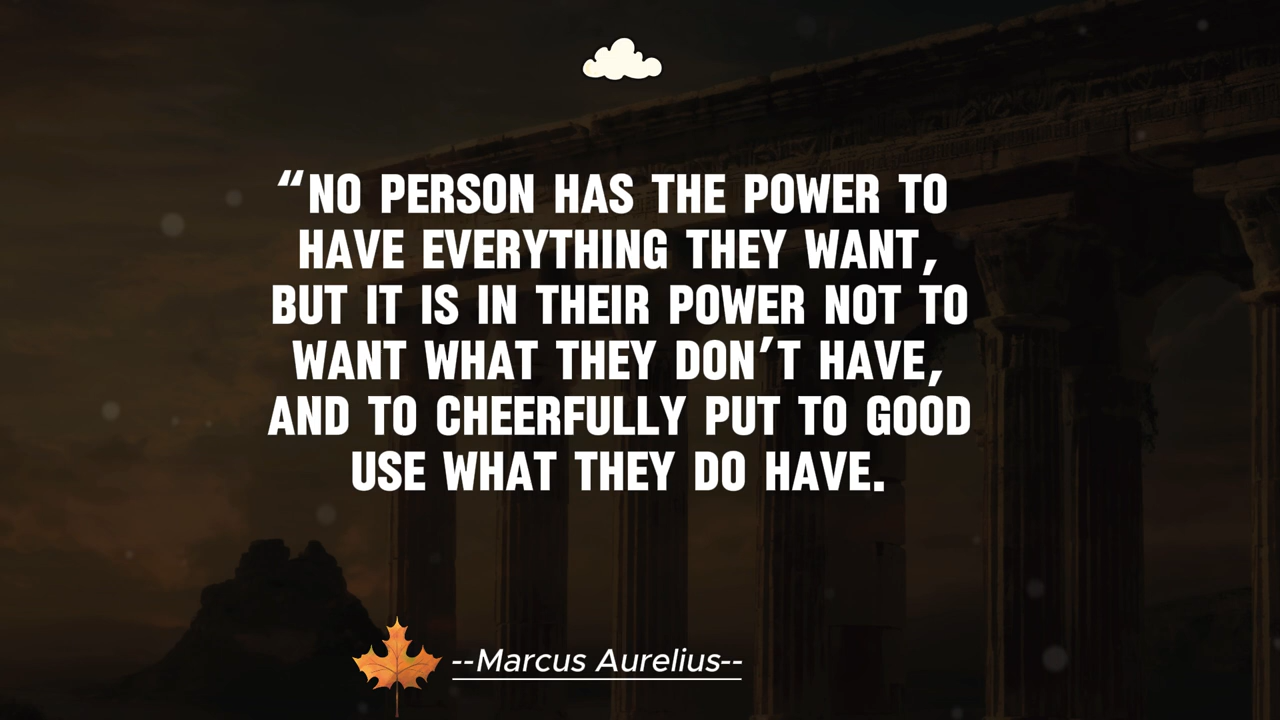 “NO PERSON HAS THE POWER TO
HAVE EVERYTHING THEY WANT,
BUT IT IS IN THEIR POWER NOT TO
WANT WHAT THEY DON’T HAVE,
AND TO CHEERFULLY PUT TO GOOD
USE WHAT THEY DO HAVE.
--Marcus Aurelius--